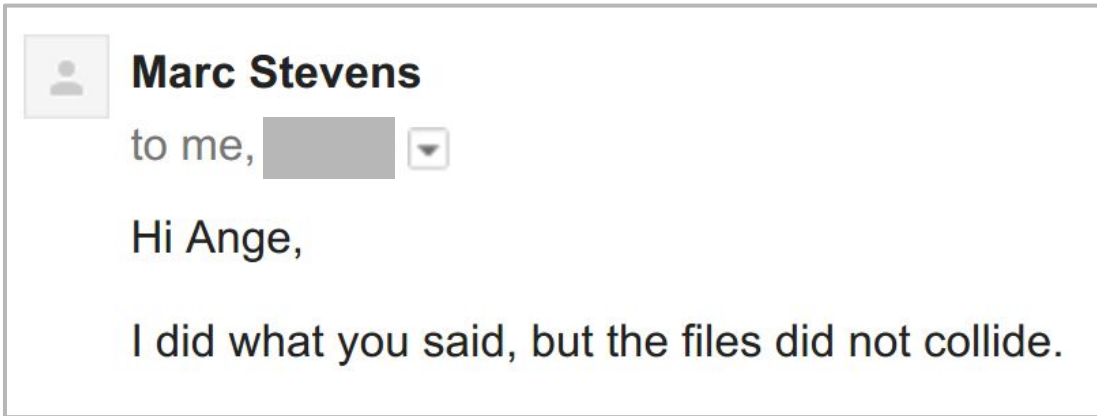 Marc Stevens
to me,
Hi Ange,
I did what you said, but the files did not collide.